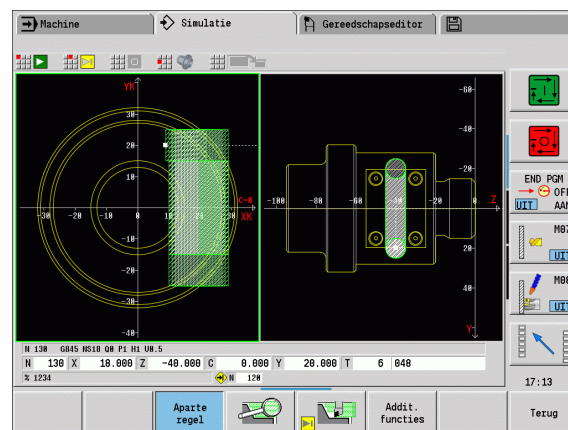 Machine
Simulatie
Gereedschapseditor
YK
30
20
10
-30 -20 -10 0 10 20 30
C-0
XK
-10
-20
-30
-40
-60
-40
-20
-100 -80 -60 -40 -20 0
Z
20
40
Y
END PGM
OFF
UIT AAN
M07
UIT
M08
UIT
N 130 G845 NS18 Q0 P1 H1 U0.5
N 130 X 18.000 Z -40.000 C 0.000 Y 20.000 T 6 048
% 1234
N 120
17:13
Aparte regel
Addit. functies
Terug